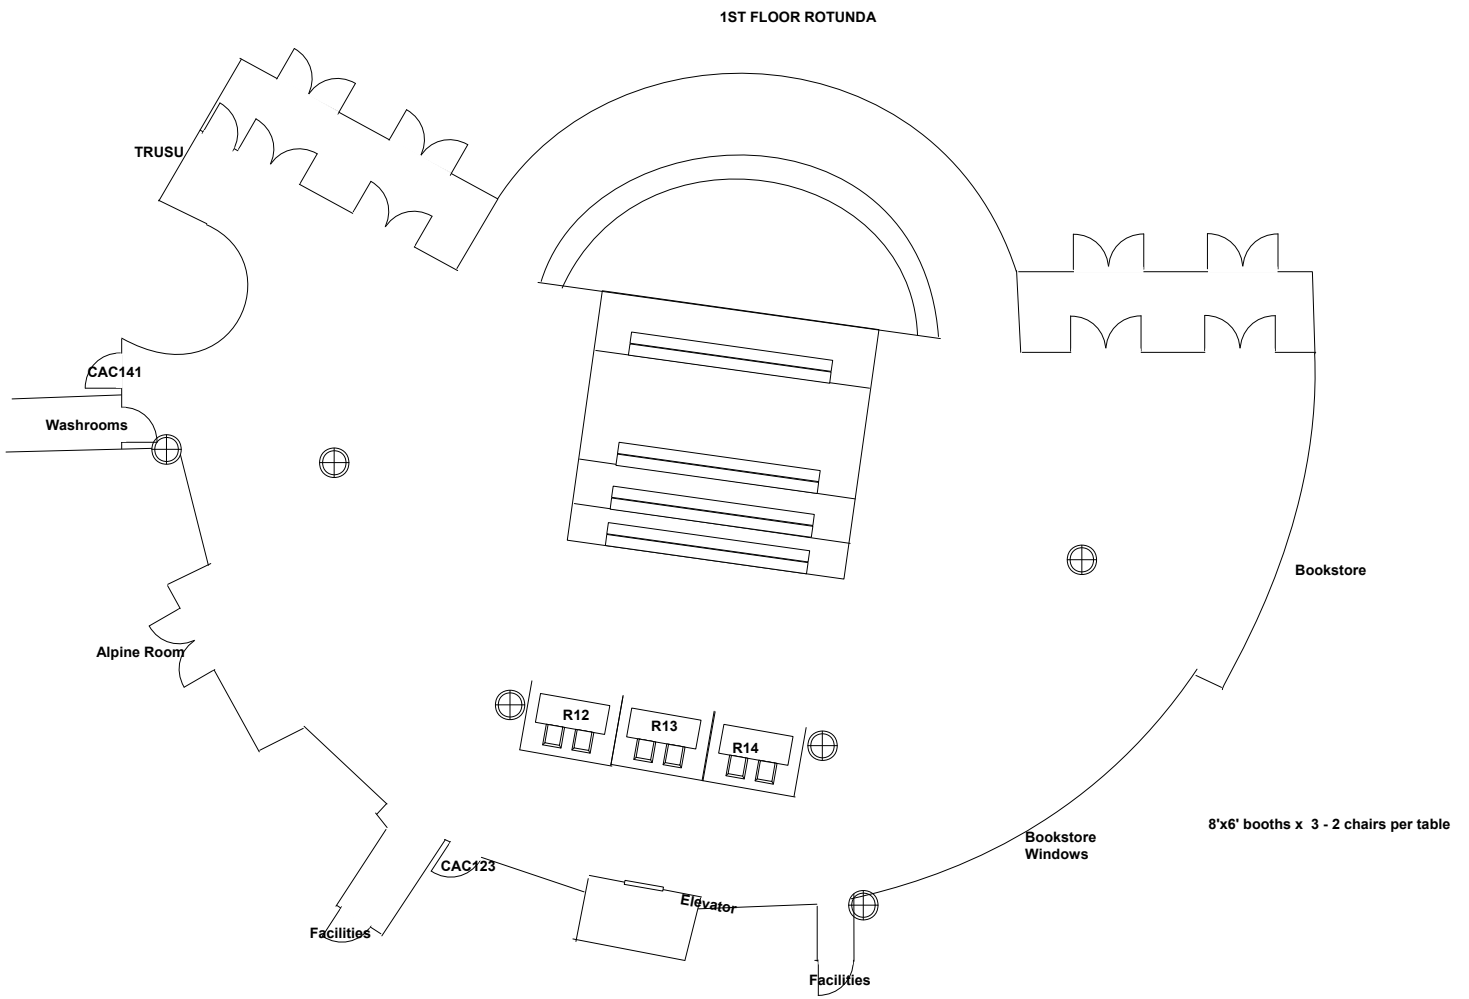 1ST FLOOR ROTUNDA
TRUSU
CAC141
Washrooms
Bookstore
Alpine Room
R12
R13
R14
8'x6' booths x 3 - 2 chairs per table
Bookstore
Windows
CAC123
Elevator
Facilities
Facilities